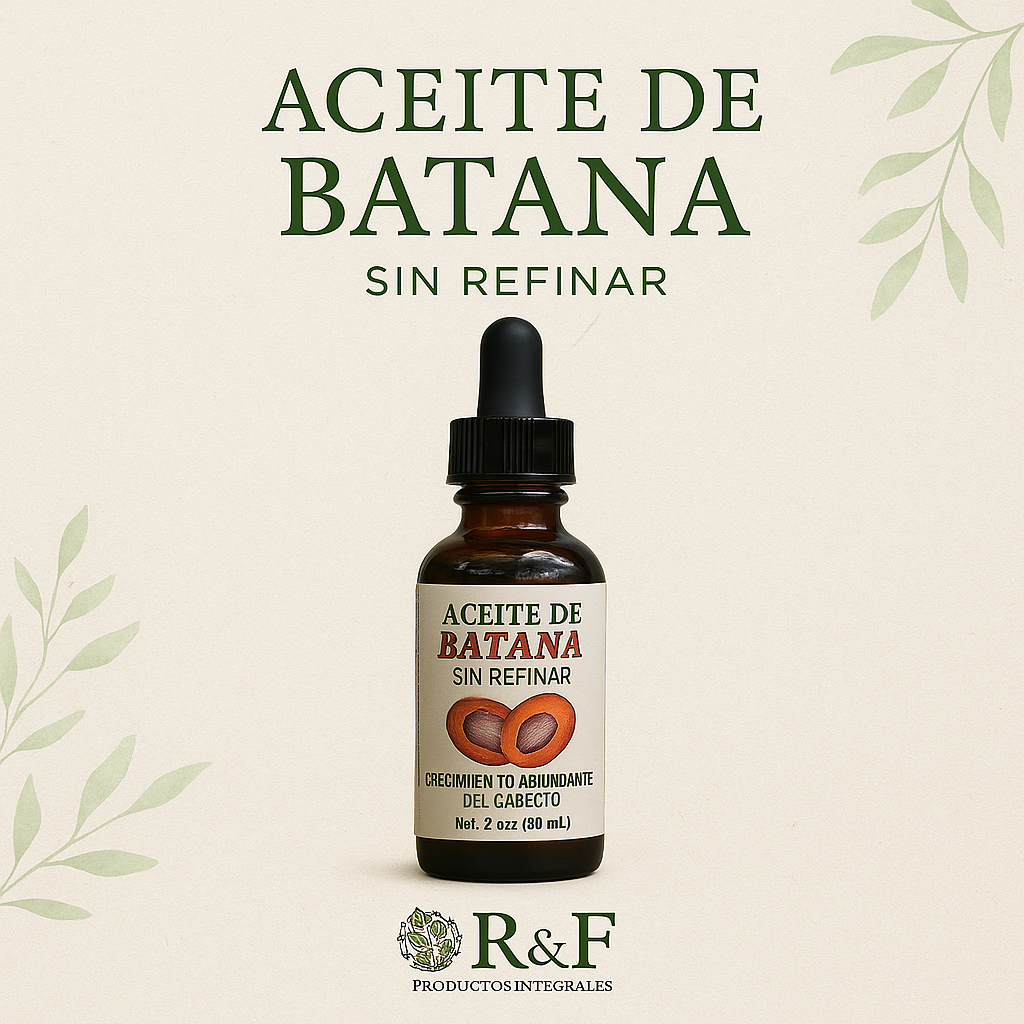 ACEITE DE
BATANA
SIN REFINAR
ACEITE DE
BATANA
SIN REFINAR
CRECIMIIEN TO ABIUNDANTE
DEL GABECTO
Nef. 2 ozz (80 mL)
R&F
PRODUCTOS INTEGRALES